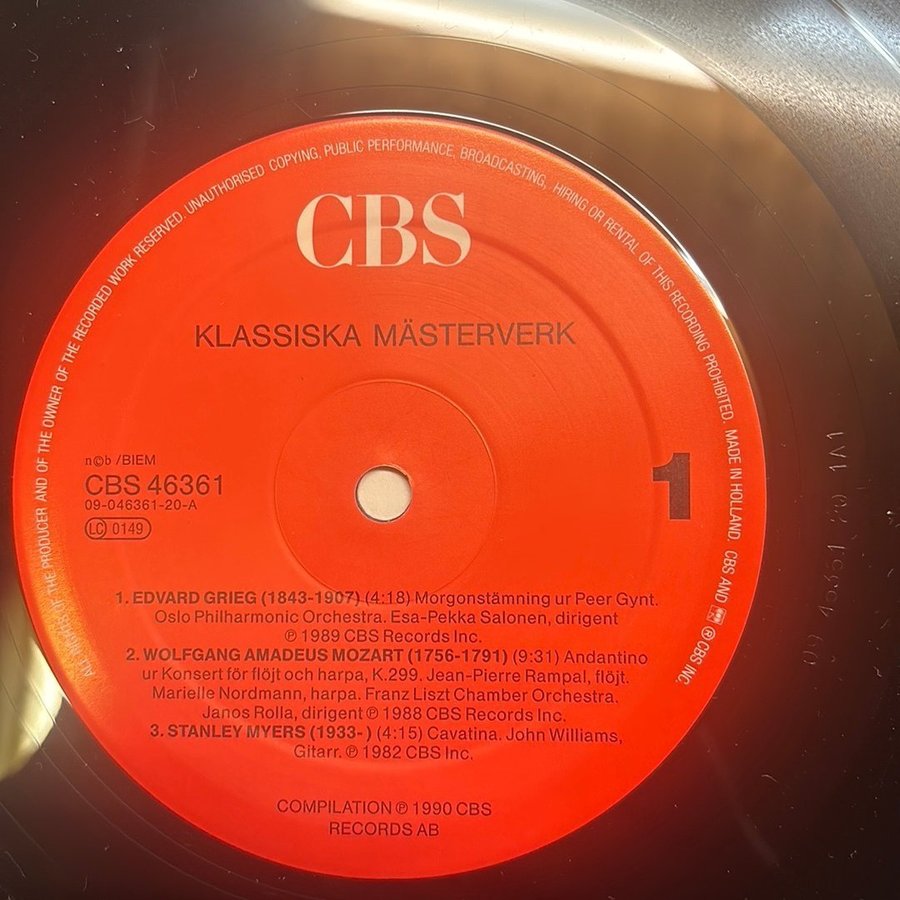 ALL RIGHTS OF THE PRODUCER AND OF THE OWNER OF THE RECORDED WORK RESERVED. UNAUTHORISED COPYING, PUBLIC PERFORMANCE, BROADCASTING, HIRING OR RENTAL OF THIS RECORDING PROHIBITED. MADE IN HOLLAND. CBS AND ℗ CBS INC.
CBS
KLASSISKA MÄSTERVERK
n©b /BIEM
CBS 46361
09-046361-20-A
LC 0149
1
1. EDVARD GRIEG (1843-1907) (4:18) Morgonstämning ur Peer Gynt.
Oslo Philharmonic Orchestra. Esa-Pekka Salonen, dirigent
℗ 1989 CBS Records Inc.
2. WOLFGANG AMADEUS MOZART (1756-1791) (9:31) Andantino
ur Konsert för flöjt och harpa, K.299. Jean-Pierre Rampal, flöjt.
Marielle Nordmann, harpa. Franz Liszt Chamber Orchestra.
Janos Rolla, dirigent ℗ 1988 CBS Records Inc.
3. STANLEY MYERS (1933- ) (4:15) Cavatina. John Williams,
Gitarr. ℗ 1982 CBS Inc.
COMPILATION ℗ 1990 CBS
RECORDS AB